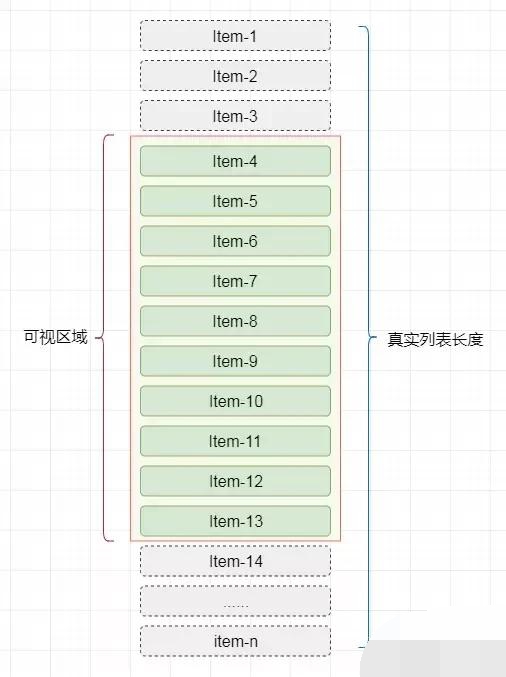 Item-1
Item-2
Item-3
Item-4
Item-5
Item-6
Item-7
可视区域
Item-8
真实列表长度
Item-9
Item-10
Item-11
Item-12
Item-13
Item-14
......
item-n